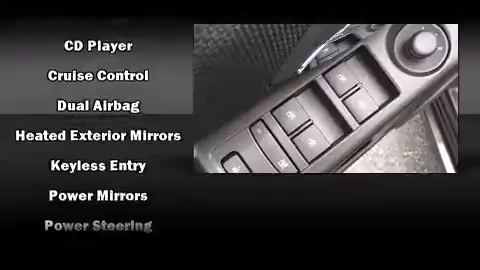 CD Player
Cruise Control
Dual Airbag
Heated Exterior Mirrors
Keyless Entry
Power Mirrors
Power Steering